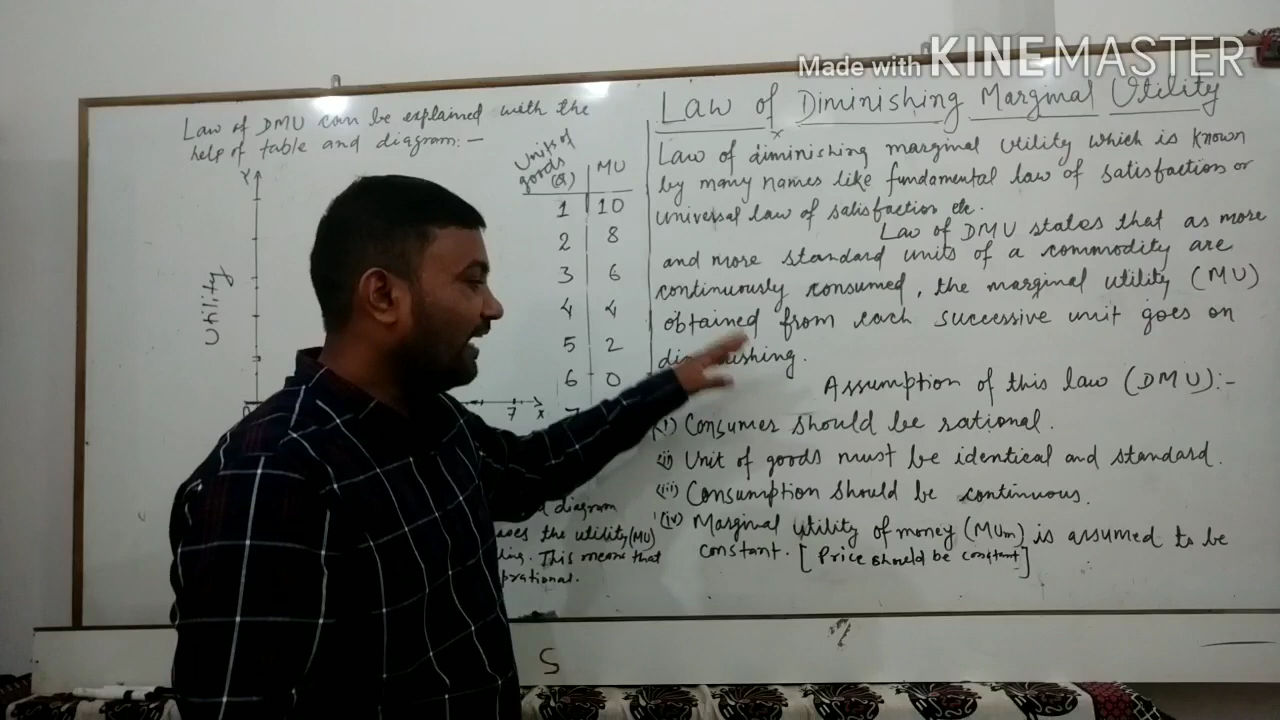 Made with KINEMASTER
Law of DMU can be explained with the
help of table and diagram:-
Units of
goods
(Q) MU
1 10
2 8
3 6
4 4
5 2
6 0
7
Y
Utility
7 X
diagram
the utility (MU)
This means that
Law of Diminishing Marginal Utility
Law of diminishing marginal utility which is known
by many names like fundamental law of satisfaction or
universal law of satisfaction etc.
Law of DMU states that as more
and more standard units of a commodity are
continuously consumed, the marginal utility (MU)
obtained from each successive unit goes on
diminishing.
Assumption of this law (DMU):-
(i) Consumer should be rational.
(ii) Unit of goods must be identical and standard.
(iii) Consumption should be continuous.
(iv) Marginal utility of money (MUm) is assumed to be
constant. [Price should be constant]
S